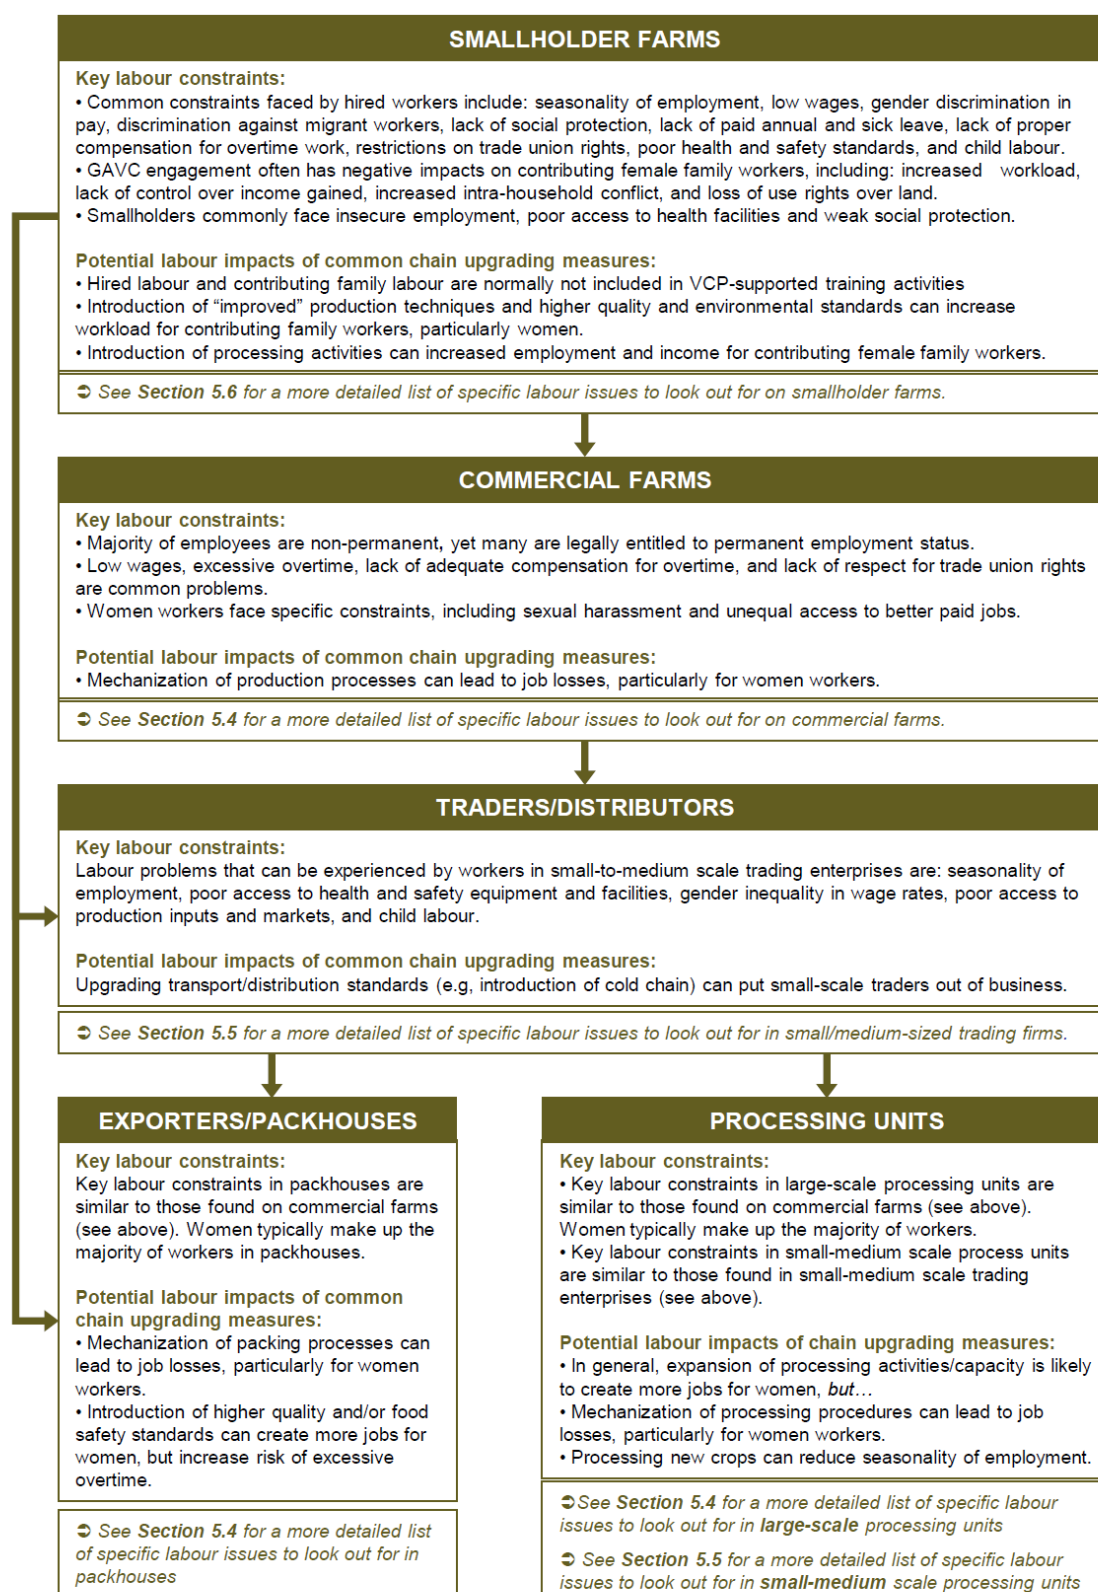 SMALLHOLDER FARMS
Key labour constraints:
• Common constraints faced by hired workers include: seasonality of employment, low wages, gender discrimination in
pay, discrimination against migrant workers, lack of social protection, lack of paid annual and sick leave, lack of proper
compensation for overtime work, restrictions on trade union rights, poor health and safety standards, and child labour.
• GAVC engagement often has negative impacts on contributing female family workers, including: increased workload,
lack of control over income gained, increased intra-household conflict, and loss of use rights over land.
• Smallholders commonly face insecure employment, poor access to health facilities and weak social protection.
Potential labour impacts of common chain upgrading measures:
• Hired labour and contributing family labour are normally not included in VCP-supported training activities
• Introduction of “improved” production techniques and higher quality and environmental standards can increase
workload for contributing family workers, particularly women.
• Introduction of processing activities can increased employment and income for contributing female family workers.
➲ See Section 5.6 for a more detailed list of specific labour issues to look out for on smallholder farms.
COMMERCIAL FARMS
Key labour constraints:
• Majority of employees are non-permanent, yet many are legally entitled to permanent employment status.
• Low wages, excessive overtime, lack of adequate compensation for overtime, and lack of respect for trade union rights
are common problems.
• Women workers face specific constraints, including sexual harassment and unequal access to better paid jobs.
Potential labour impacts of common chain upgrading measures:
• Mechanization of production processes can lead to job losses, particularly for women workers.
➲ See Section 5.4 for a more detailed list of specific labour issues to look out for on commercial farms.
TRADERS/DISTRIBUTORS
Key labour constraints:
Labour problems that can be experienced by workers in small-to-medium scale trading enterprises are: seasonality of
employment, poor access to health and safety equipment and facilities, gender inequality in wage rates, poor access to
production inputs and markets, and child labour.
Potential labour impacts of common chain upgrading measures:
Upgrading transport/distribution standards (e.g, introduction of cold chain) can put small-scale traders out of business.
➲ See Section 5.5 for a more detailed list of specific labour issues to look out for in small/medium-sized trading firms.
EXPORTERS/PACKHOUSES
Key labour constraints:
Key labour constraints in packhouses are
similar to those found on commercial farms
(see above). Women typically make up the
majority of workers in packhouses.
Potential labour impacts of common
chain upgrading measures:
• Mechanization of packing processes can
lead to job losses, particularly for women
workers.
• Introduction of higher quality and/or food
safety standards can create more jobs for
women, but increase risk of excessive
overtime.
➲ See Section 5.4 for a more detailed list
of specific labour issues to look out for in
packhouses
PROCESSING UNITS
Key labour constraints:
• Key labour constraints in large-scale processing units are
similar to those found on commercial farms (see above).
Women typically make up the majority of workers.
• Key labour constraints in small-medium scale process units
are similar to those found in small-medium scale trading
enterprises (see above).
Potential labour impacts of chain upgrading measures:
• In general, expansion of processing activities/capacity is likely
to create more jobs for women, but…
• Mechanization of processing procedures can lead to job
losses, particularly for women workers.
• Processing new crops can reduce seasonality of employment.
➲See Section 5.4 for a more detailed list of specific labour
issues to look out for in large-scale processing units
➲ See Section 5.5 for a more detailed list of specific labour
issues to look out for in small-medium scale processing units